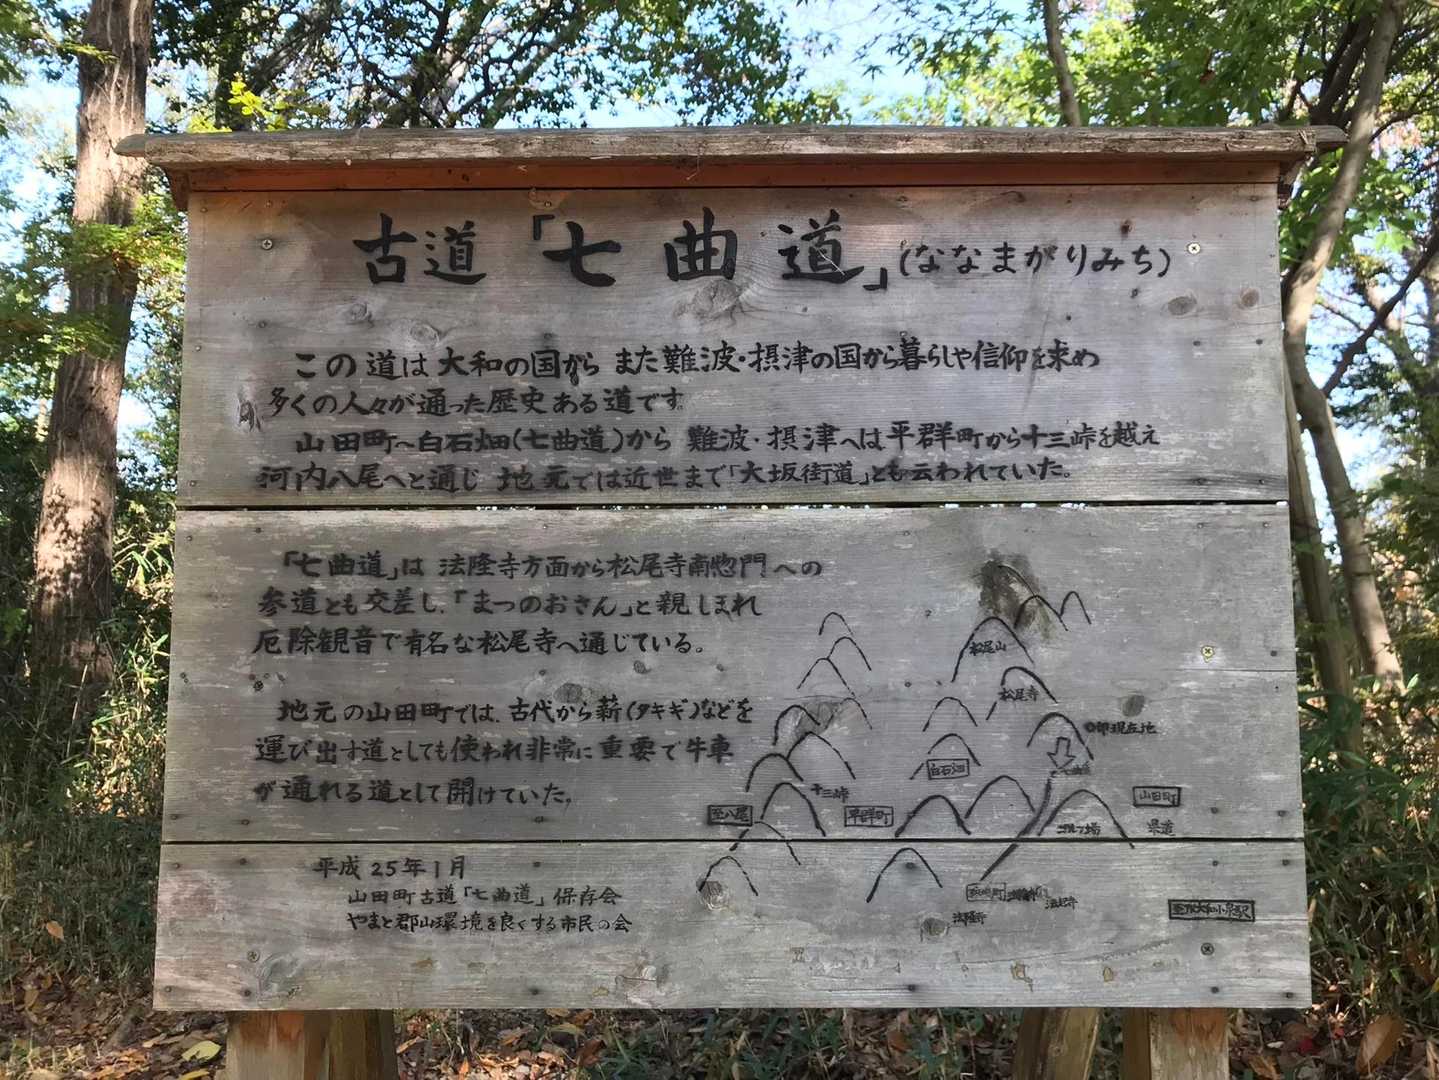 古道「七曲道」(ななまがりみち)
この道は大和の国から また難波・摂津の国から暮らしや信仰を求め
多くの人々が通った歴史ある道です。
山田町〜白石畑(七曲道)から 難波・摂津へは平群町から十三峠を越え
河内八尾へと通じ 地元では近世まで「大坂街道」とも云われていた。
「七曲道」は 法隆寺方面から松尾寺南惣門への
参道とも交差し、「まつのおさん」と親しまれ
厄除観音で有名な松尾寺へ通じている。
地元の山田町では、古代から薪(タキギ)などを
運び出す道としても使われ非常に重要で牛車
が通れる道として開けていた。
平成25年1月
山田町古道「七曲道」保存会
やまと郡山環境を良くする市民の会
松尾山
松尾寺
印現在地
白石畑
十三峠
至八尾
平群町
山田町
ゴルフ場
県道
法隆寺